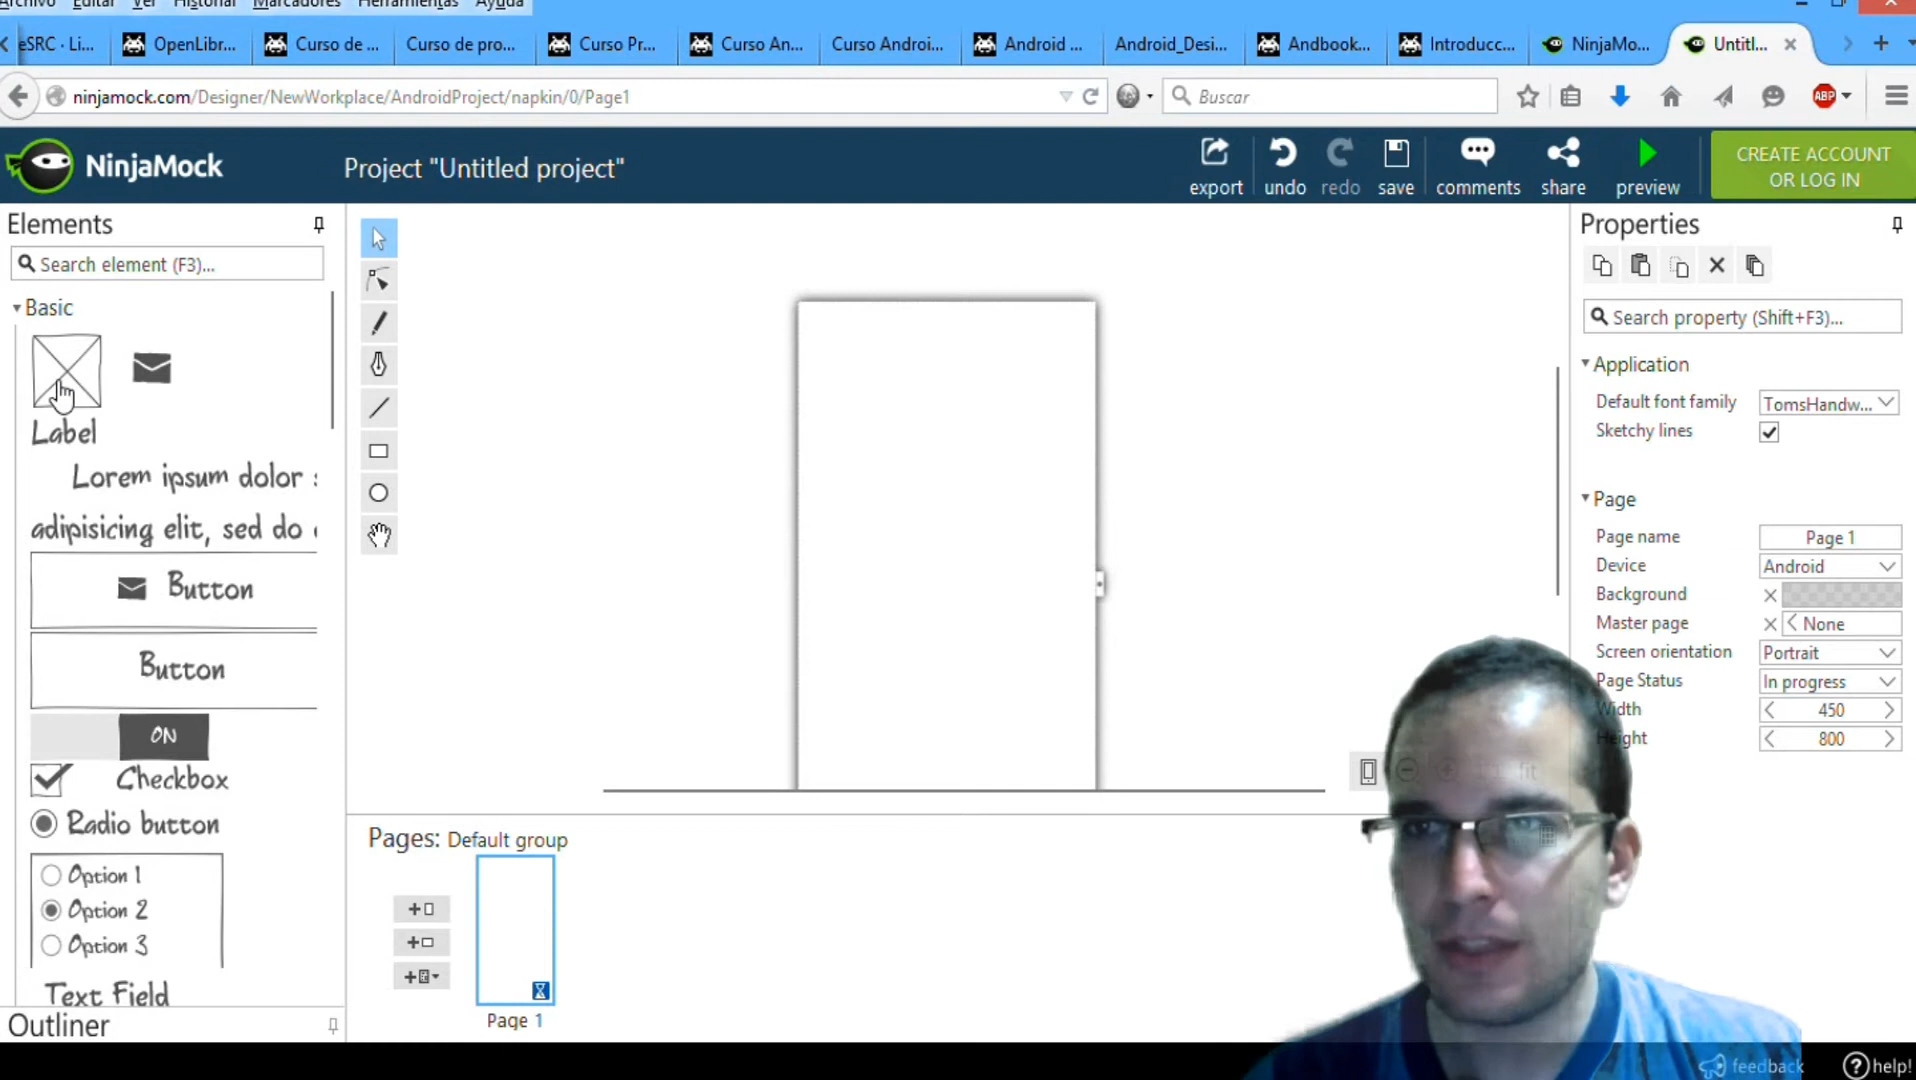 Archivo Editar Ver Historial Marcadores Herramientas Ayuda
eSRC · Li... OpenLibr... Curso de ... Curso de pro... Curso Pr... Curso An... Curso Androi... Android ... Android_Desi... Andbook... Introducc... NinjaMo... Untitl...
ninjamock.com/Designer/NewWorkplace/AndroidProject/napkin/0/Page1
Buscar
ABP
NinjaMock
Project "Untitled project"
export undo redo save comments share preview
CREATE ACCOUNT
OR LOG IN
Elements
Search element (F3)...
Basic
Label
Lorem ipsum dolor
adipisicing elit, sed do
Button
Button
ON
Checkbox
Radio button
Option 1
Option 2
Option 3
Text Field
Outliner
Pages: Default group
Page 1
Properties
Search property (Shift+F3)...
Application
Default font family TomsHandw...
Sketchy lines
Page
Page name Page 1
Device Android
Background
Master page None
Screen orientation Portrait
Page Status In progress
Width 450
Height 800
fit
feedback
help!